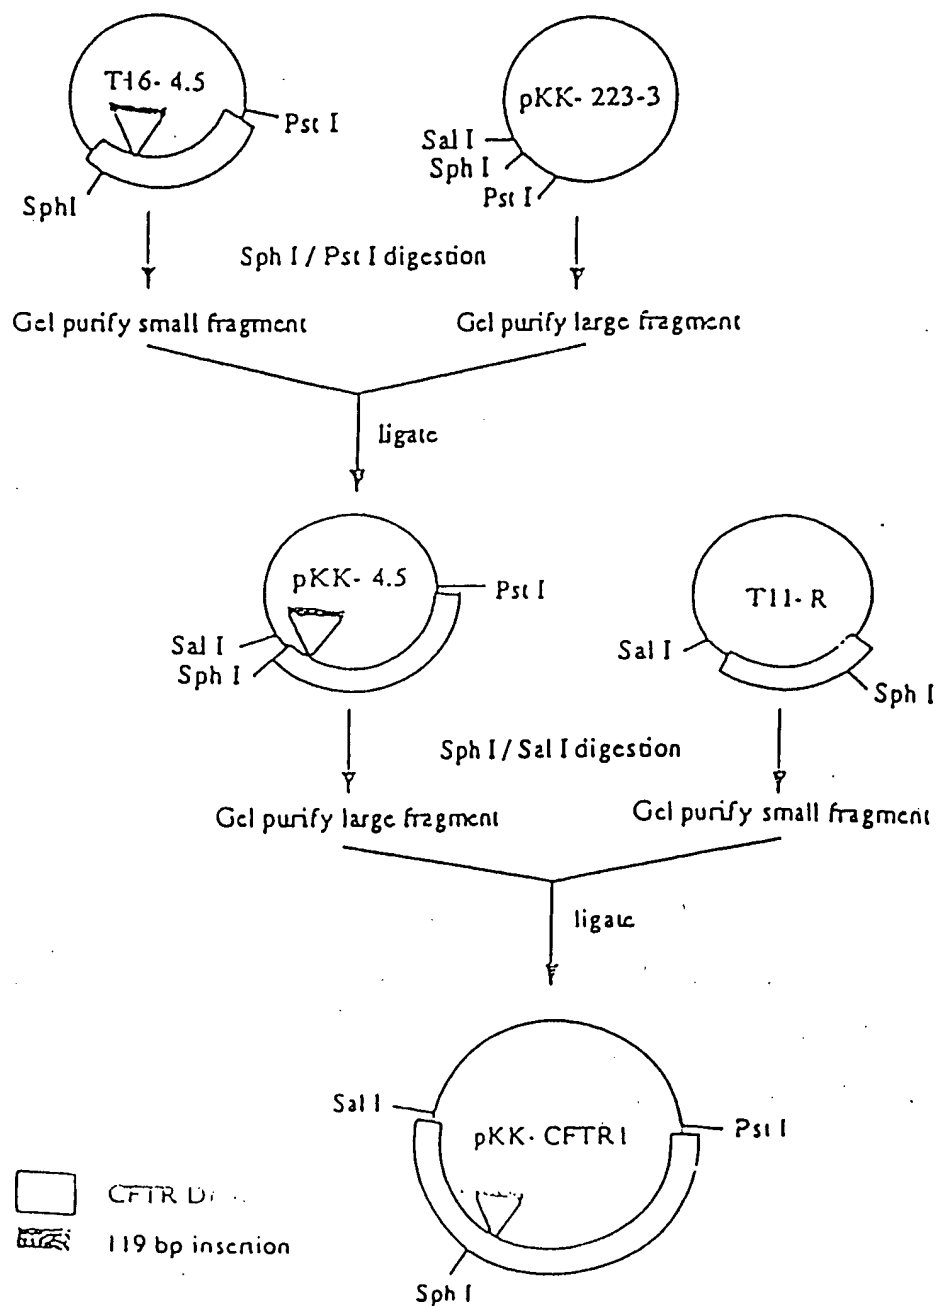 T16-4.5
pKK-223-3
Pst I
Sal I
Sph I
Pst I
SphI
Sph I / Pst I digestion
Gel purify small fragment
Gel purify large fragment
ligate
pKK-4.5
Pst I
T11-R
Sal I
Sph I
Sal I
Sph I
Sph I / Sal I digestion
Gel purify large fragment
Gel purify small fragment
ligate
Sal I
Pst I
pKK-CFTR1
CFTR
119 bp insertion
Sph I